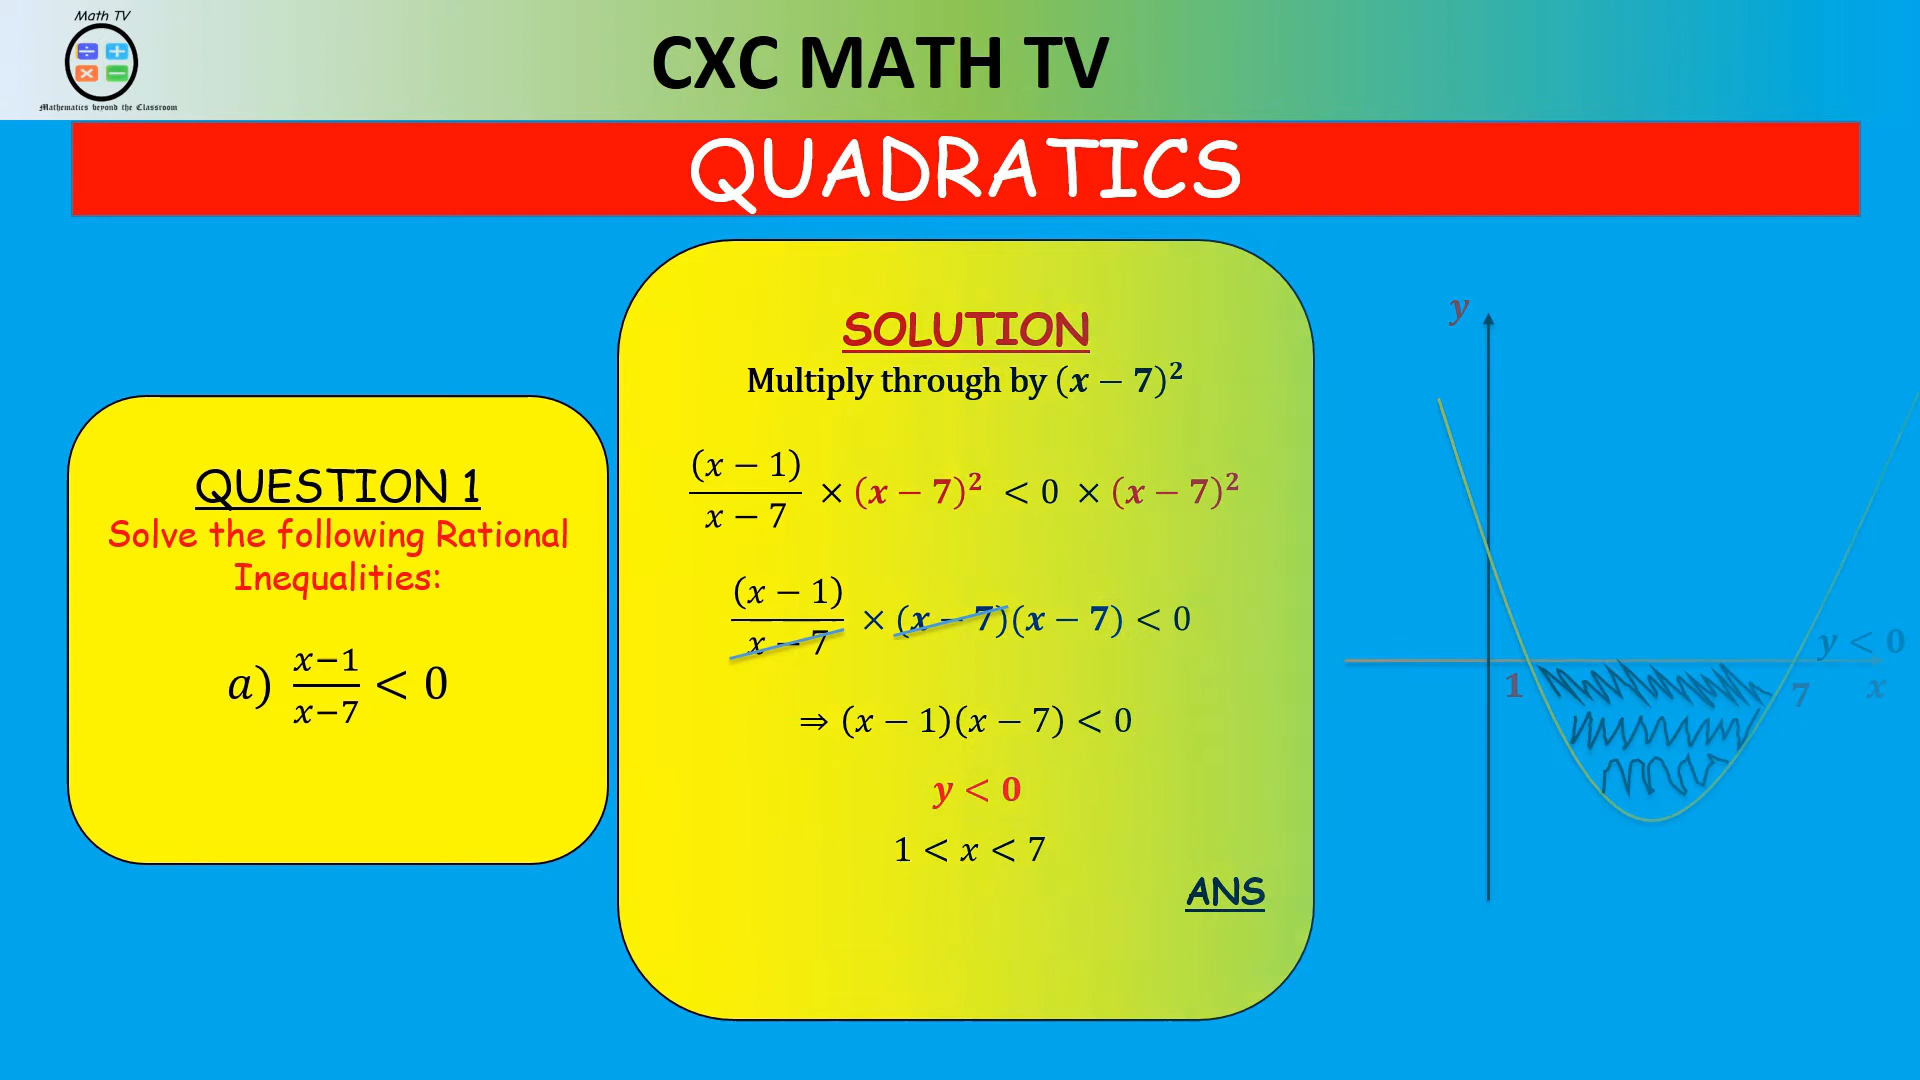 Math TV
÷ +
× −
Mathematics beyond the Classroom
CXC MATH TV
QUADRATICS
QUESTION 1
Solve the following Rational
Inequalities:
a) x−1/x−7 < 0
SOLUTION
Multiply through by (x − 7)²
(x − 1)/x − 7 × (x − 7)² < 0 × (x − 7)²
(x − 1)/x − 7 × (x − 7)(x − 7) < 0
⇒ (x − 1)(x − 7) < 0
y < 0
1 < x < 7
ANS
y
y < 0
1
7
x